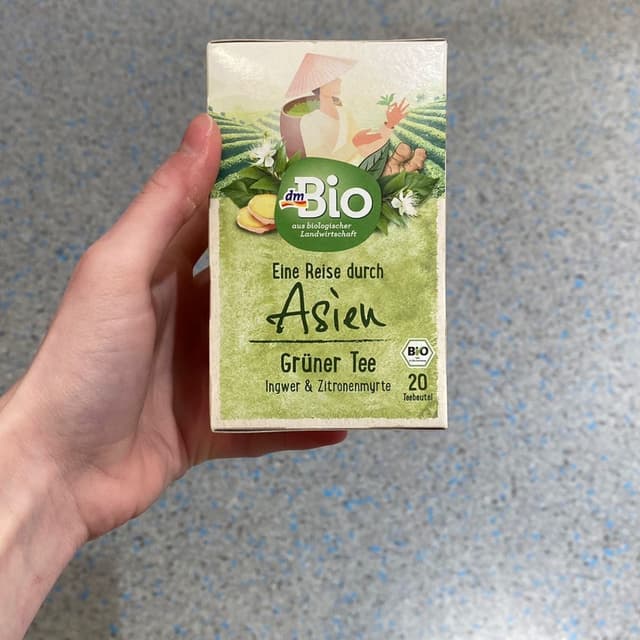 dm
Bio
aus biologischer
Landwirtschaft
Eine Reise durch
Asien
Grüner Tee
Ingwer & Zitronenmyrte
BIO
20
Teebeutel